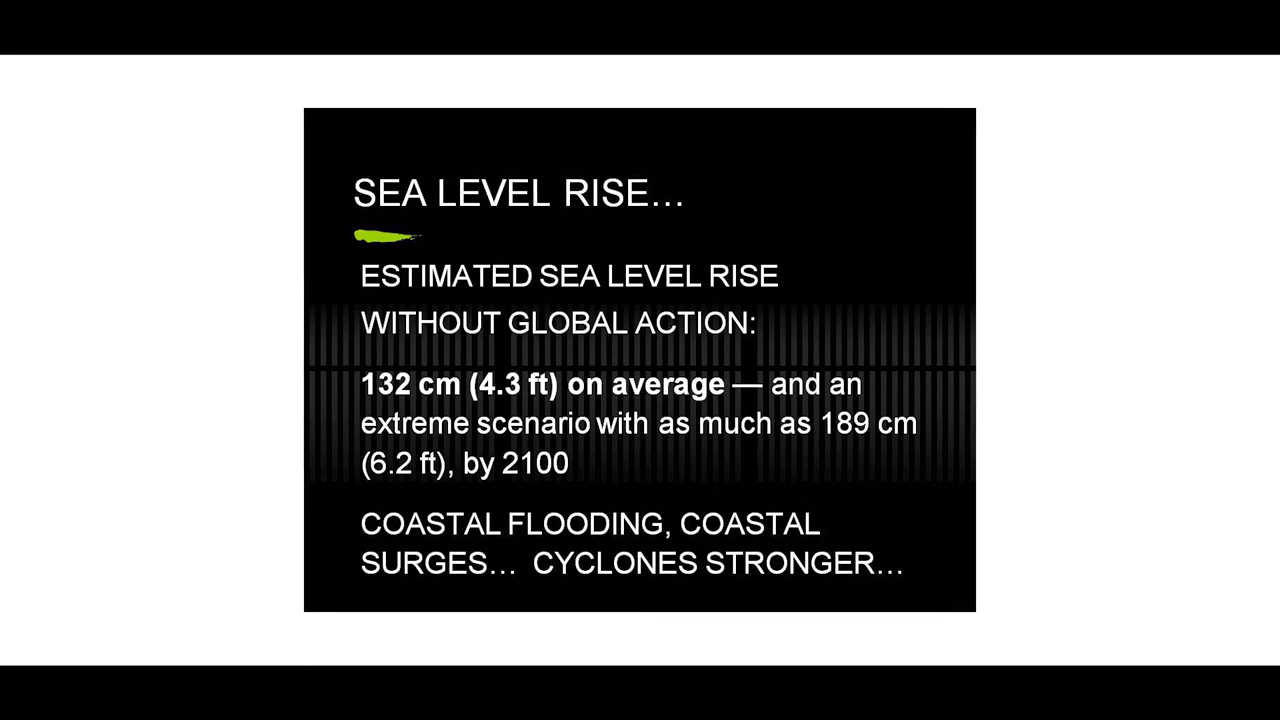 SEA LEVEL RISE…
ESTIMATED SEA LEVEL RISE
WITHOUT GLOBAL ACTION:
132 cm (4.3 ft) on average — and an
extreme scenario with as much as 189 cm
(6.2 ft), by 2100
COASTAL FLOODING, COASTAL
SURGES… CYCLONES STRONGER…